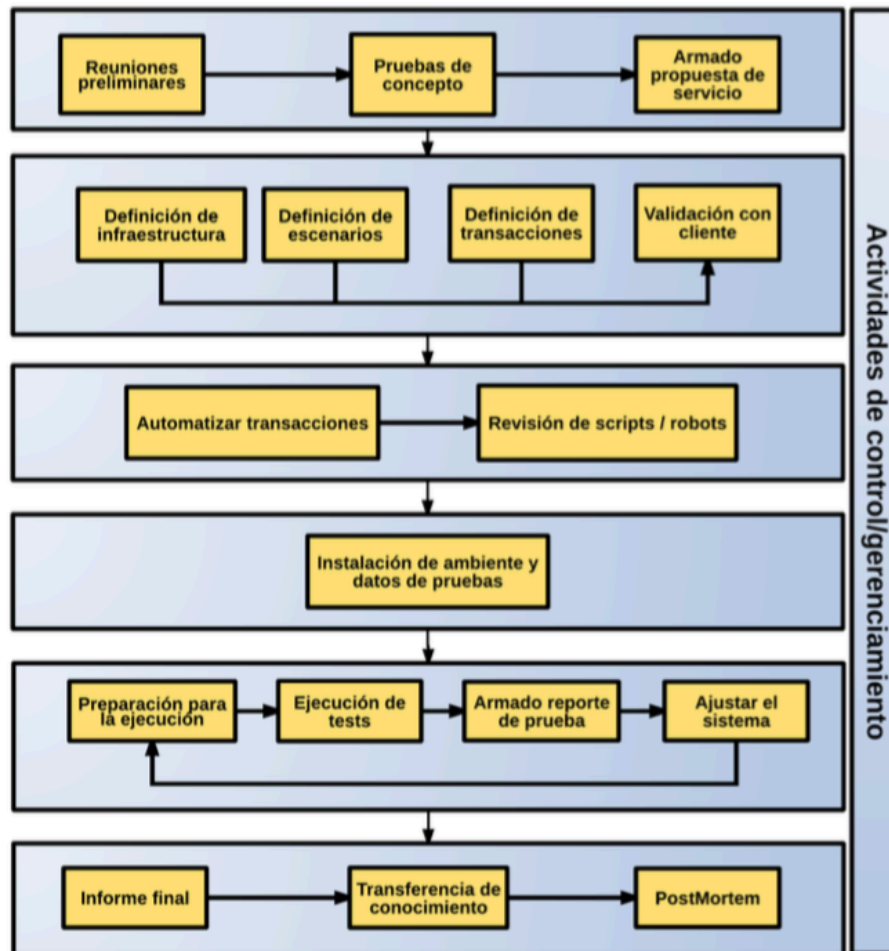 Reuniones
preliminares
Pruebas de
concepto
Armado
propuesta de
servicio
Definición de
infraestructura
Definición de
escenarios
Definición de
transacciones
Validación con
cliente
Automatizar transacciones
Revisión de scripts / robots
Instalación de ambiente y
datos de pruebas
Preparación para
la ejecución
Ejecución de
tests
Armado reporte
de prueba
Ajustar el
sistema
Informe final
Transferencia de
conocimiento
PostMortem
Actividades de control/gerenciamiento